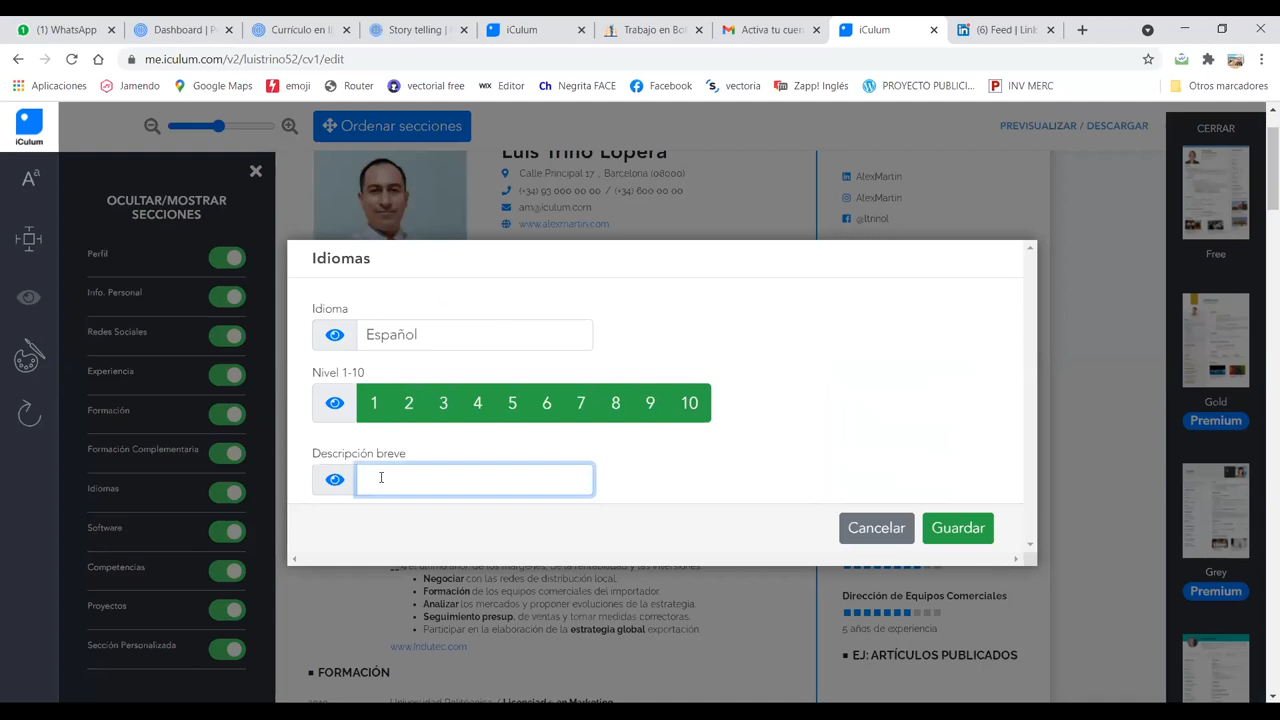 (1) WhatsApp
Dashboard | P
Currículo en lí
Story telling | 
iCulum
Trabajo en Bol
Activa tu cuen
iCulum
(6) Feed | Link
me.iculum.com/v2/luistrino52/cv1/edit
Aplicaciones
Jamendo
Google Maps
emoji
Router
vectorial free
WIX Editor
Ch Negrita FACE
Facebook
vectoria
Zapp! Inglés
PROYECTO PUBLICI...
INV MERC
Otros marcadores
iCulum
Ordenar secciones
PREVISUALIZAR / DESCARGAR
CERRAR
OCULTAR/MOSTRAR
SECCIONES
Perfil
Info. Personal
Redes Sociales
Experiencia
Formación
Formación Complementaria
Idiomas
Software
Competencias
Proyectos
Sección Personalizada
Luis Trino Lopera
Calle Principal 17 , Barcelona (08000)
(+34) 93 000 00 00 / (+34) 600 00 00
am@iculum.com
www.alexmartin.com
AlexMartin
AlexMartin
@ltrinol
Idiomas
Idioma
Español
Nivel 1-10
1 2 3 4 5 6 7 8 9 10
Descripción breve
Cancelar
Guardar
Negociar con las redes de distribución local.
Formación de los equipos comerciales del importador.
Analizar los mercados y proponer evoluciones de la estrategia.
Seguimiento presup. de ventas y tomar medidas correctoras.
Participar en la elaboración de la estrategia global exportación
www.Indutec.com
FORMACIÓN
Dirección de Equipos Comerciales
5 años de experiencia
EJ: ARTÍCULOS PUBLICADOS
Free
Gold
Premium
Grey
Premium